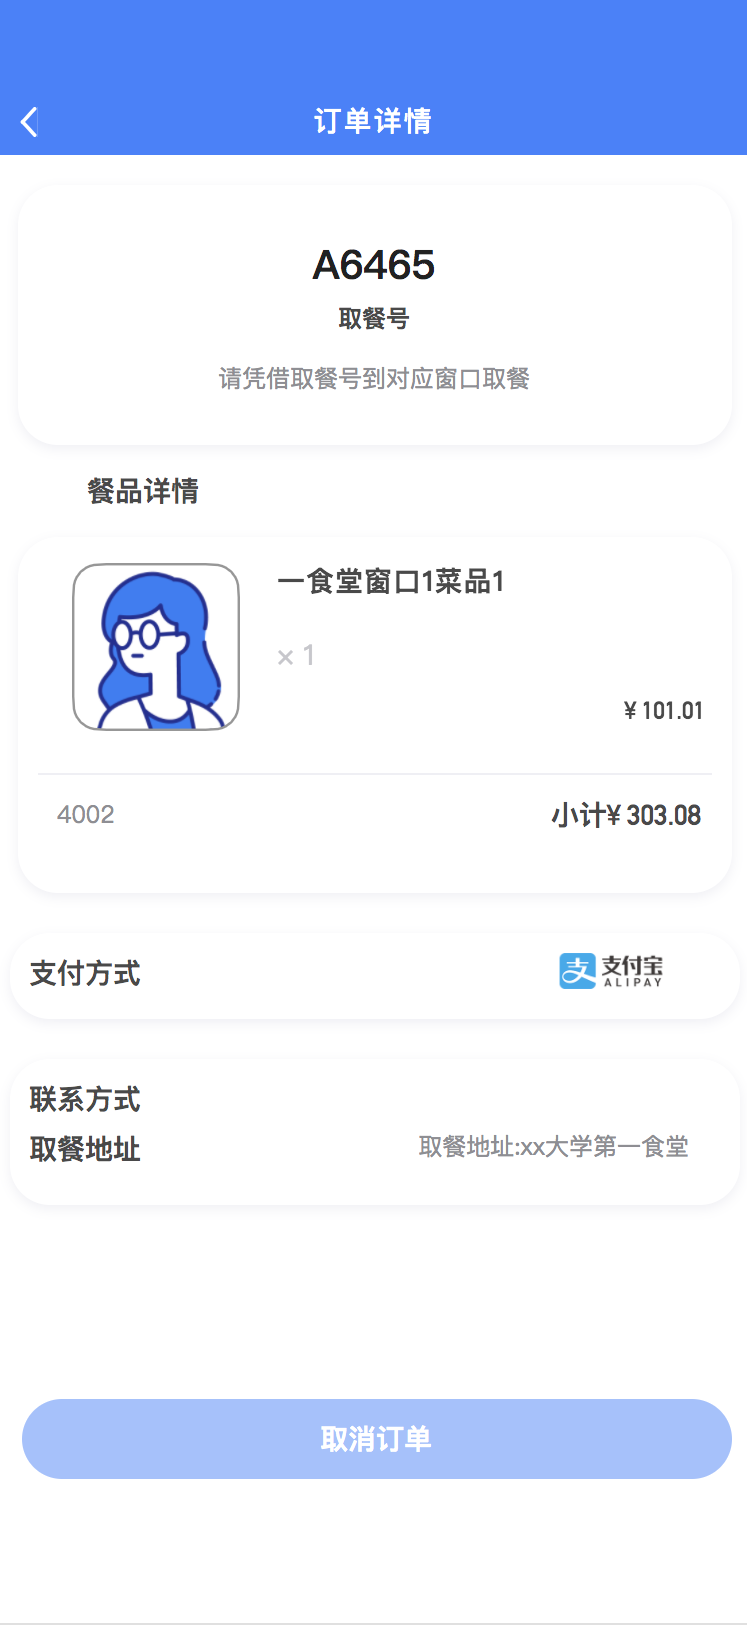 订单详情
A6465
取餐号
请凭借取餐号到对应窗口取餐
餐品详情
一食堂窗口1菜品1
× 1
¥ 101.01
4002
小计¥ 303.08
支付方式
支付宝
ALIPAY
联系方式
取餐地址
取餐地址:xx大学第一食堂
取消订单